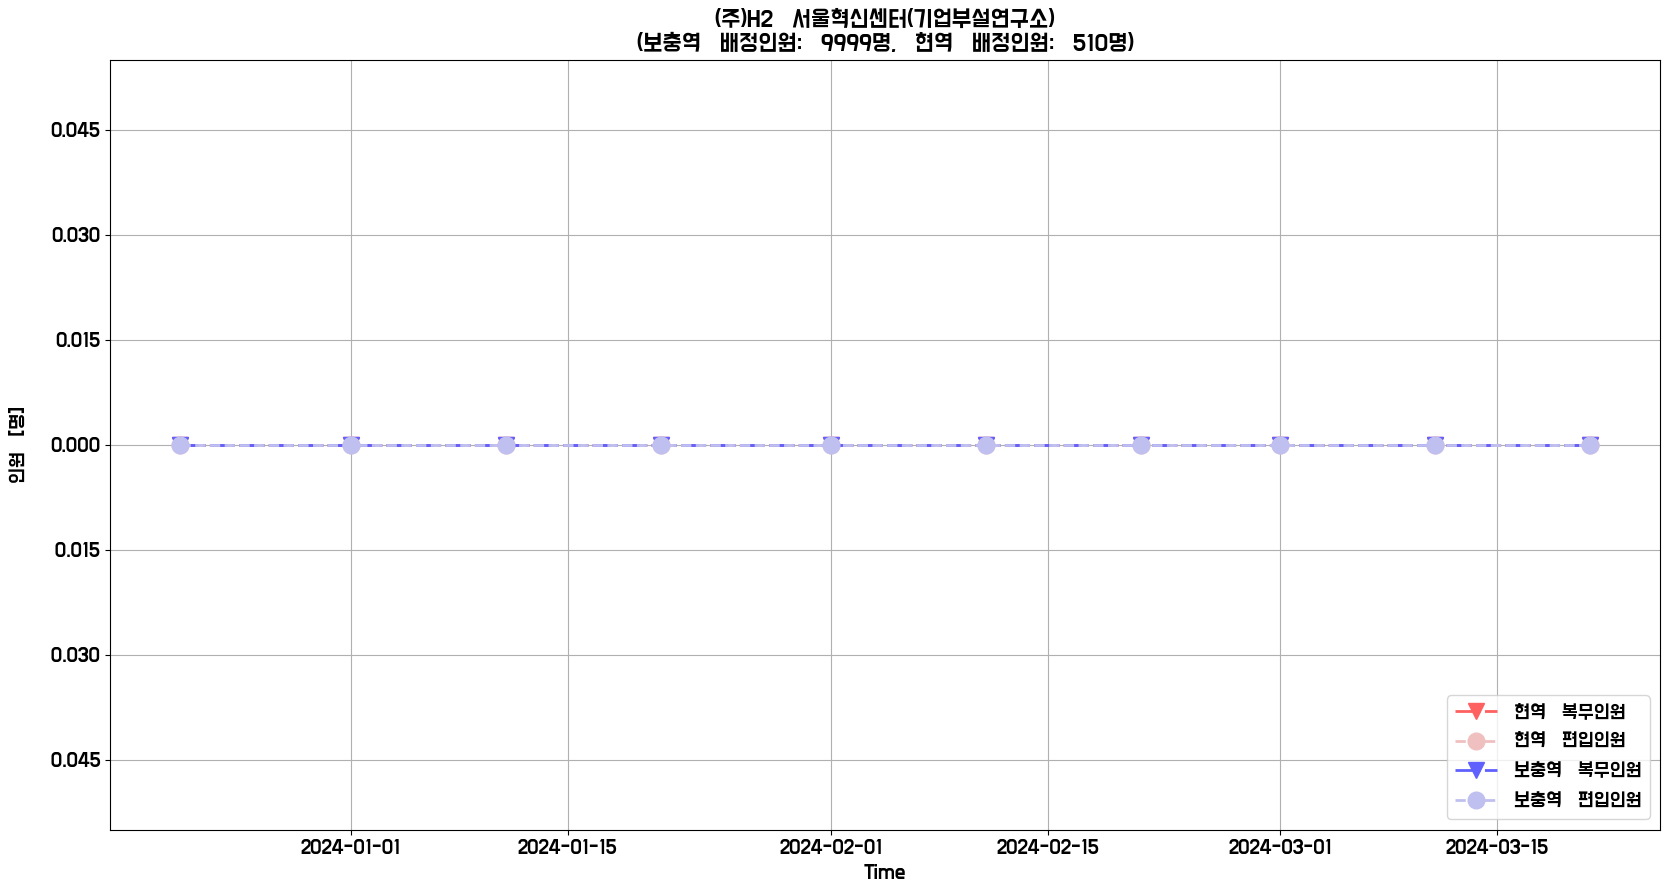 (주)H2 서울혁신센터(기업부설연구소)
(보충역 배정인원: 9999명, 현역 배정인원: 510명)
인원 [명]
0.045
0.030
0.015
0.000
0.015
0.030
0.045
현역 복무인원
현역 편입인원
보충역 복무인원
보충역 편입인원
2024-01-01 2024-01-15 2024-02-01 2024-02-15 2024-03-01 2024-03-15
Time